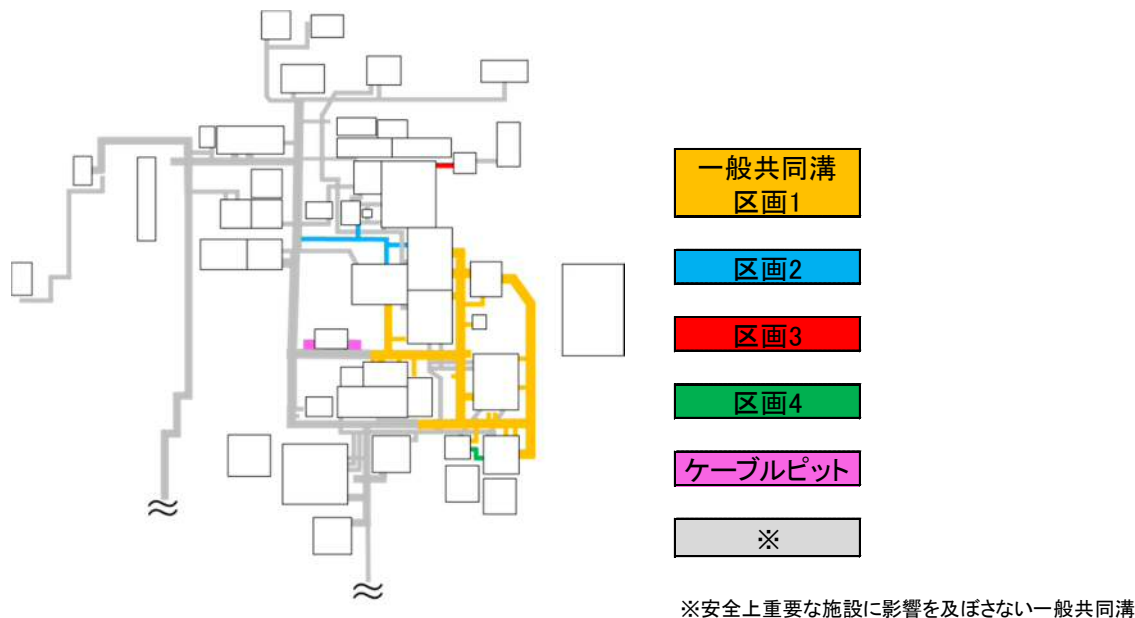 一般共同溝
区画1
区画2
区画3
区画4
ケーブルピット
※
※安全上重要な施設に影響を及ぼさない一般共同溝